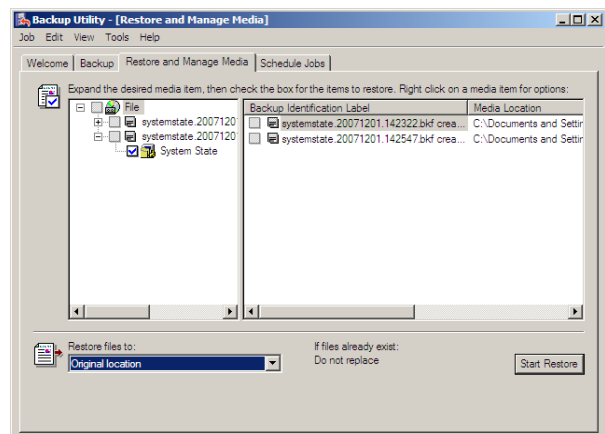 Backup Utility - [Restore and Manage Media]
Job Edit View Tools Help
Welcome Backup Restore and Manage Media Schedule Jobs
Expand the desired media item, then check the box for the items to restore. Right click on a media item for options:
File
systemstate.2007120
systemstate.2007120
System State
Backup Identification Label Media Location
systemstate.20071201.142322.bkf crea... C:\Documents and Settin
systemstate.20071201.142547.bkf crea... C:\Documents and Settin
Restore files to:
Original location
If files already exist:
Do not replace
Start Restore